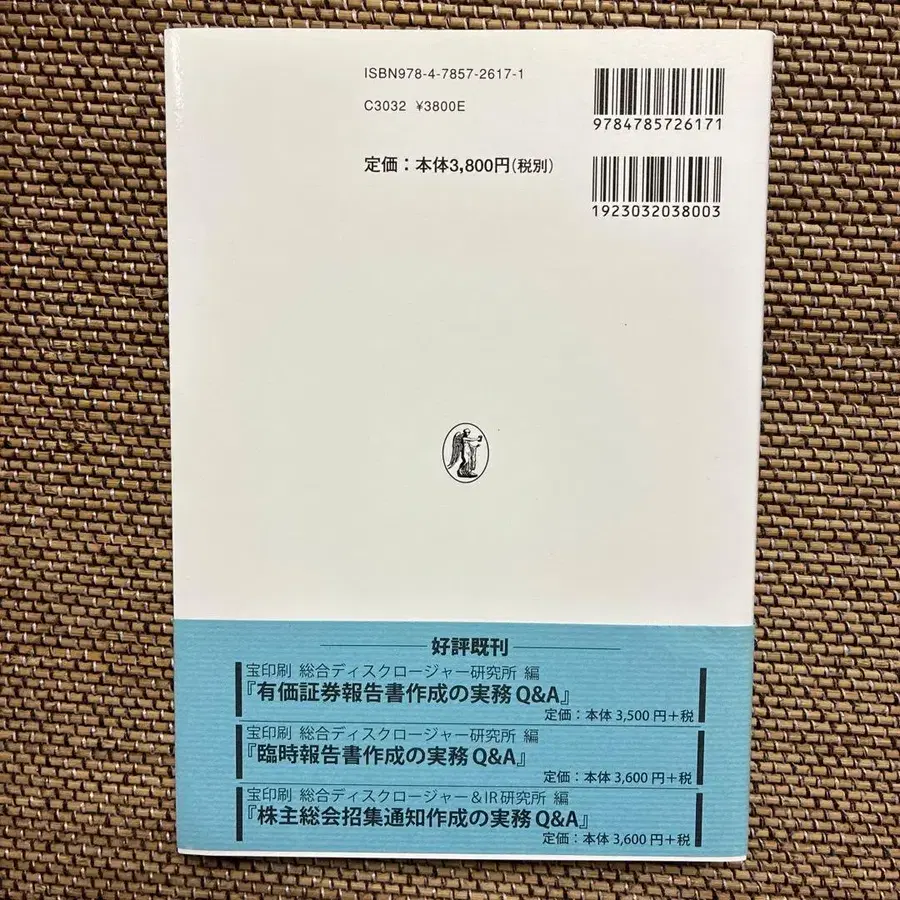 ISBN978-4-7857-2617-1
C3032 ¥3800E
定価：本体3,800円(税別)
9784785726171
1923032038003
好評既刊
宝印刷 総合ディスクロージャー研究所 編
『有価証券報告書作成の実務 Q&A』
定価：本体 3,500 円＋税
宝印刷 総合ディスクロージャー研究所 編
『臨時報告書作成の実務 Q&A』
定価：本体 3,600 円＋税
宝印刷 総合ディスクロージャー＆IR研究所 編
『株主総会招集通知作成の実務 Q&A』
定価：本体 3,600 円＋税